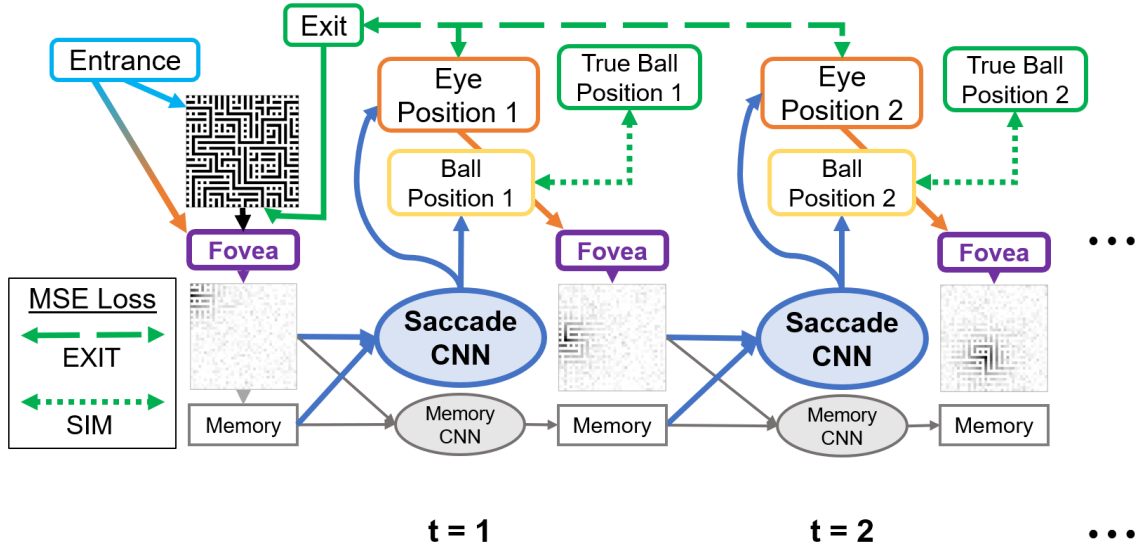 Exit
Entrance
Eye
Position 1
True Ball
Position 1
Eye
Position 2
True Ball
Position 2
Ball
Position 1
Ball
Position 2
Fovea
Fovea
Fovea
...
MSE Loss
EXIT
SIM
Saccade
CNN
Saccade
CNN
Memory
Memory
CNN
Memory
Memory
CNN
Memory
t = 1
t = 2
...